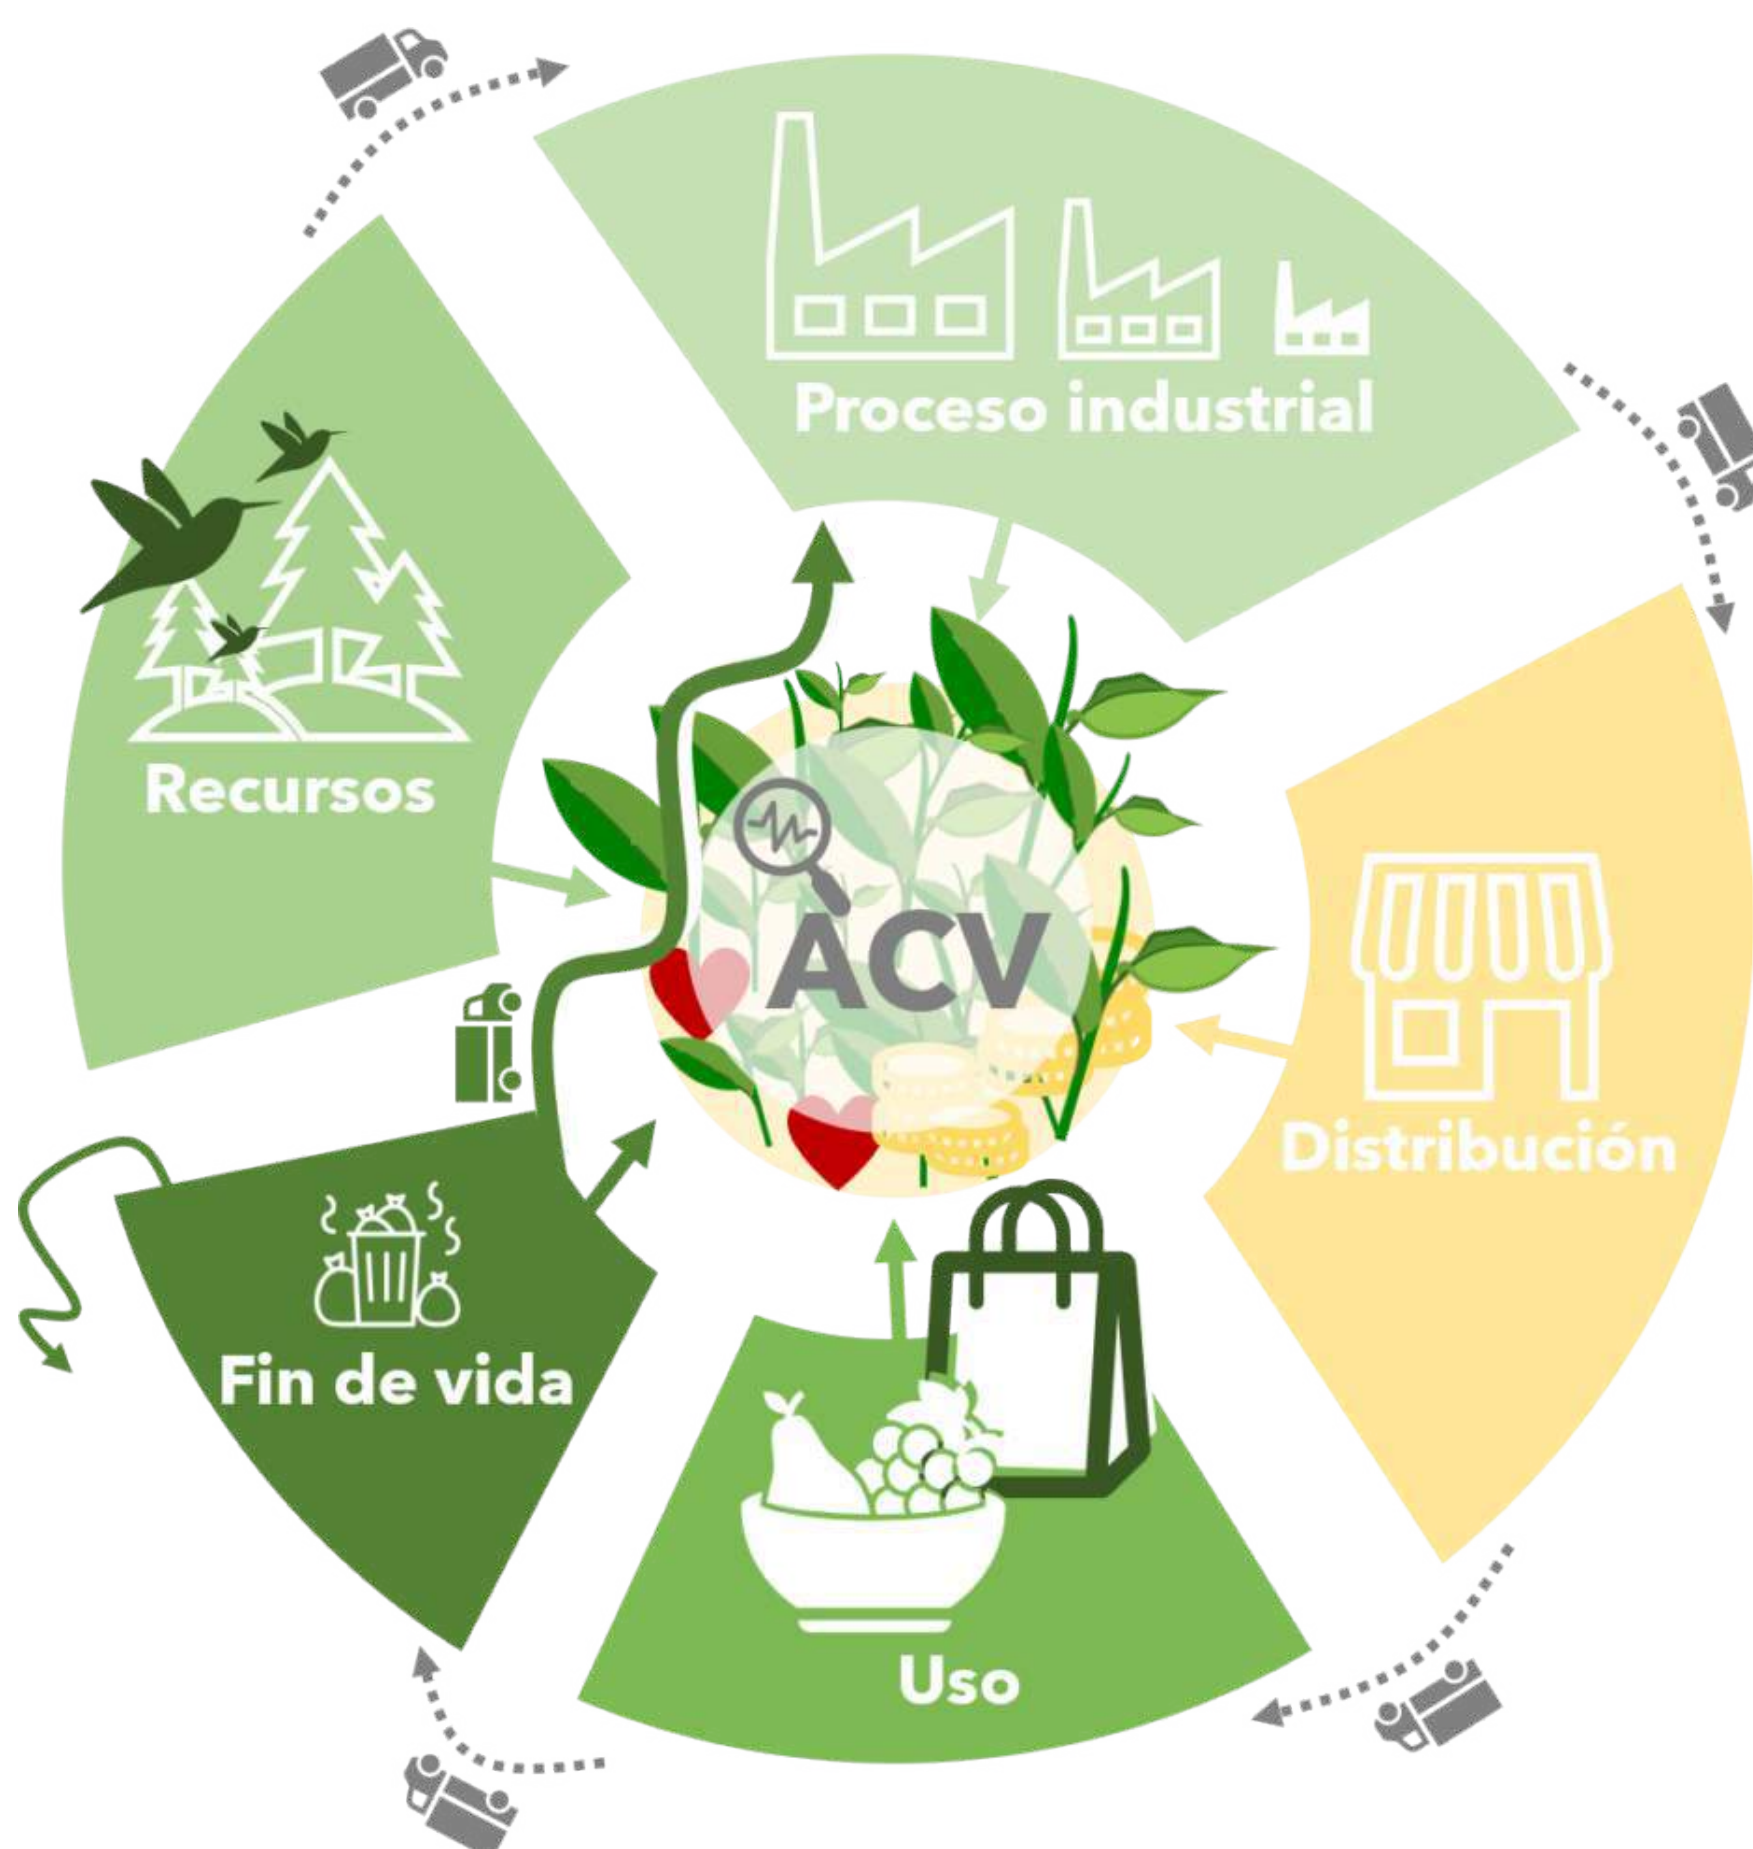 Proceso industrial
Recursos
ACV
Distribución
Fin de vida
Uso